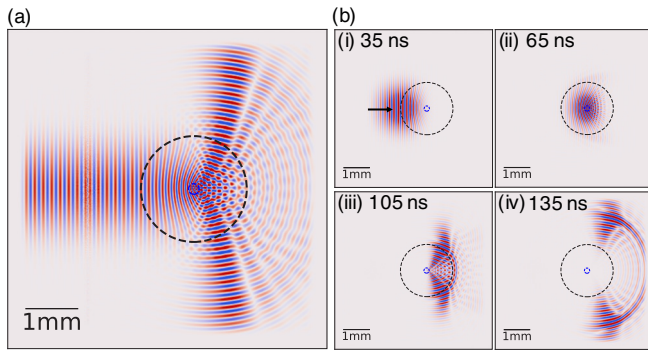 (a)
1mm
(b)
(i) 35 ns
1mm
(ii) 65 ns
1mm
(iii) 105 ns
1mm
(iv) 135 ns
1mm